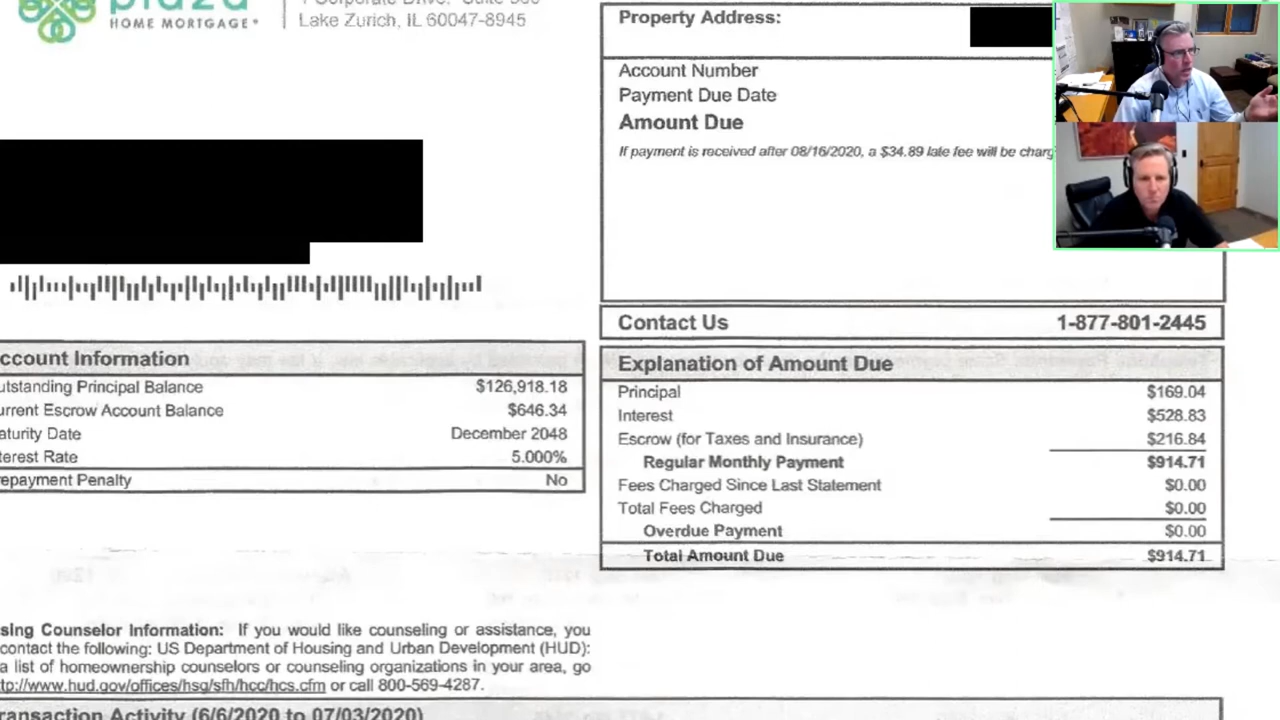 plaza
HOME MORTGAGE
Lake Zurich, IL 60047-8945
Property Address:
Account Number
Payment Due Date
Amount Due
If payment is received after 08/16/2020, a $34.89 late fee will be charg
Contact Us 1-877-801-2445
ccount Information
utstanding Principal Balance $126,918.18
urrent Escrow Account Balance $646.34
aturity Date December 2048
terest Rate 5.000%
repayment Penalty No
Explanation of Amount Due
Principal $169.04
Interest $528.83
Escrow (for Taxes and Insurance) $216.84
Regular Monthly Payment $914.71
Fees Charged Since Last Statement $0.00
Total Fees Charged $0.00
Overdue Payment $0.00
Total Amount Due $914.71
sing Counselor Information: If you would like counseling or assistance, you
contact the following: US Department of Housing and Urban Development (HUD):
a list of homeownership counselors or counseling organizations in your area, go
tp://www.hud.gov/offices/hsg/sfh/hcc/hcs.cfm or call 800-569-4287.
ransaction Activity (6/6/2020 to 07/03/2020)